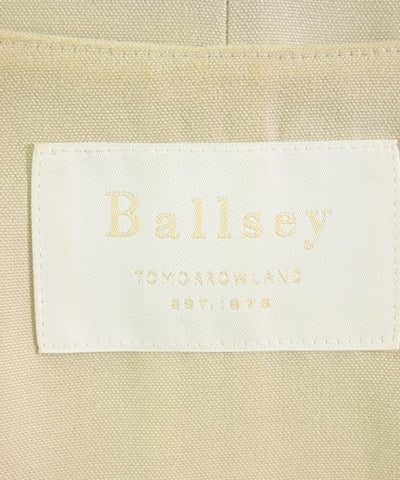 Ballsey
TOMORROWLAND
EST. 1978